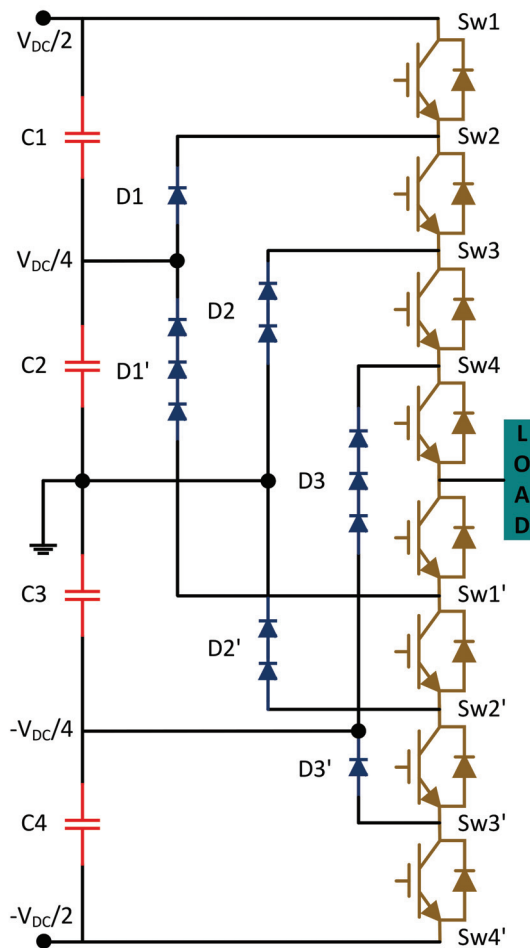 V_DC/2
Sw1
C1
Sw2
D1
V_DC/4
Sw3
D2
C2
D1'
Sw4
D3
LOAD
C3
Sw1'
D2'
Sw2'
-V_DC/4
D3'
C4
Sw3'
-V_DC/2
Sw4'